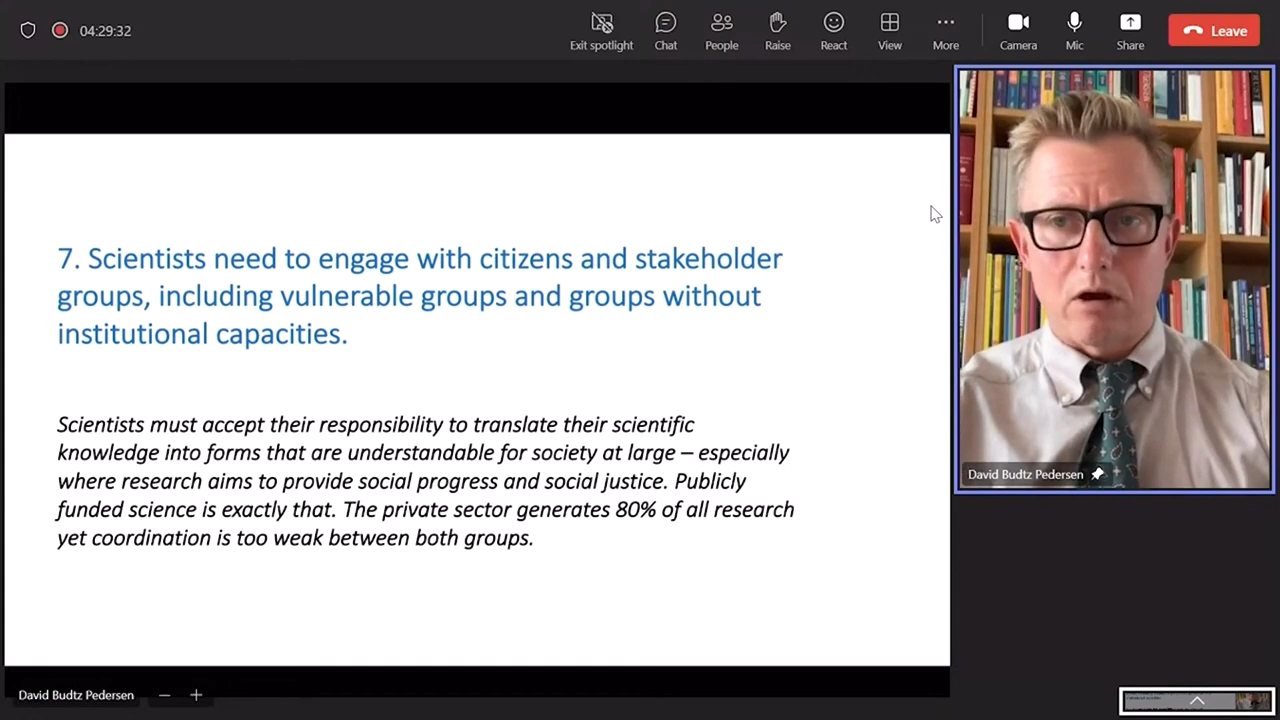 04:29:32
Exit spotlight
Chat
People
Raise
React
View
More
Camera
Mic
Share
Leave
7. Scientists need to engage with citizens and stakeholder
groups, including vulnerable groups and groups without
institutional capacities.
Scientists must accept their responsibility to translate their scientific
knowledge into forms that are understandable for society at large – especially
where research aims to provide social progress and social justice. Publicly
funded science is exactly that. The private sector generates 80% of all research
yet coordination is too weak between both groups.
David Budtz Pedersen
David Budtz Pedersen